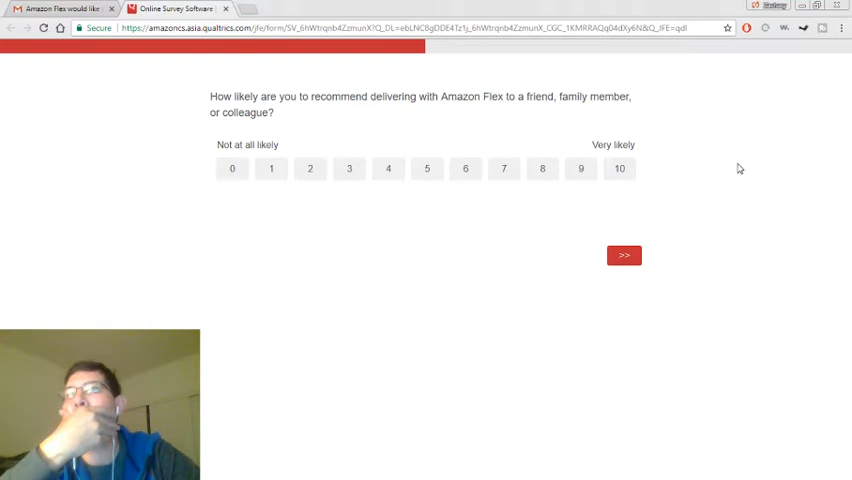 Amazon Flex would like
Online Survey Software
Secure
https://amazoncs.asia.qualtrics.com/jfe/form/SV_6hWtrqnb4ZzmunX?Q_DL=ebLNC8gDDE4Tz1j_6hWtrqnb4ZzmunX_CGC_1KMRRAQq04dXy6N&Q_JFE=qdl
How likely are you to recommend delivering with Amazon Flex to a friend, family member,
or colleague?
Not at all likely Very likely
0 1 2 3 4 5 6 7 8 9 10
>>